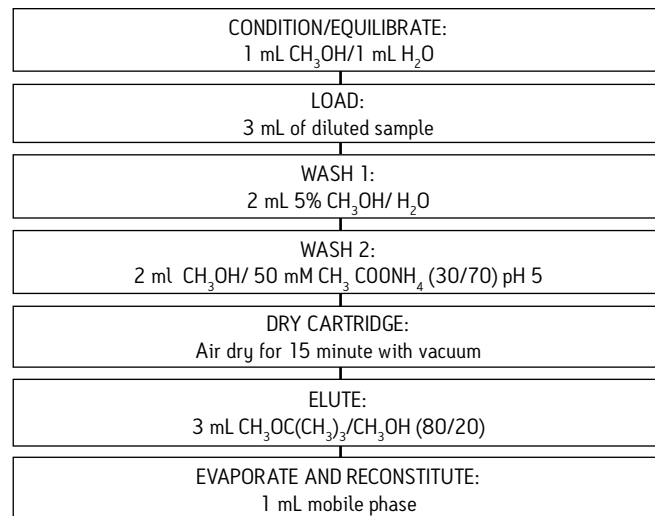 CONDITION/EQUILIBRATE:
1 mL CH₃OH/1 mL H₂O
LOAD:
3 mL of diluted sample
WASH 1:
2 mL 5% CH₃OH/ H₂O
WASH 2:
2 ml CH₃OH/ 50 mM CH₃ COONH₄ (30/70) pH 5
DRY CARTRIDGE:
Air dry for 15 minute with vacuum
ELUTE:
3 mL CH₃OC(CH₃)₃/CH₃OH (80/20)
EVAPORATE AND RECONSTITUTE:
1 mL mobile phase